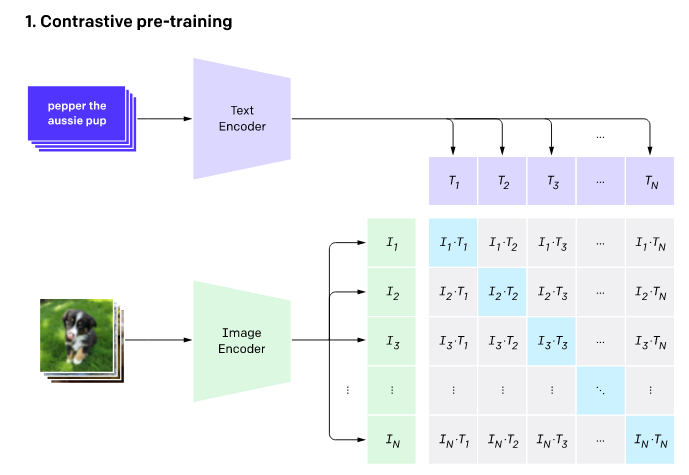 1. Contrastive pre-training
pepper the
aussie pup
Text
Encoder
...
T1 T2 T3 ... TN
I1 I1·T1 I1·T2 I1·T3 ... I1·TN
I2 I2·T1 I2·T2 I2·T3 ... I2·TN
Image
Encoder
I3 I3·T1 I3·T2 I3·T3 ... I3·TN
⋮ ⋮ ⋮ ⋮ ⋮ ⋱ ⋮
IN IN·T1 IN·T2 IN·T3 ... IN·TN